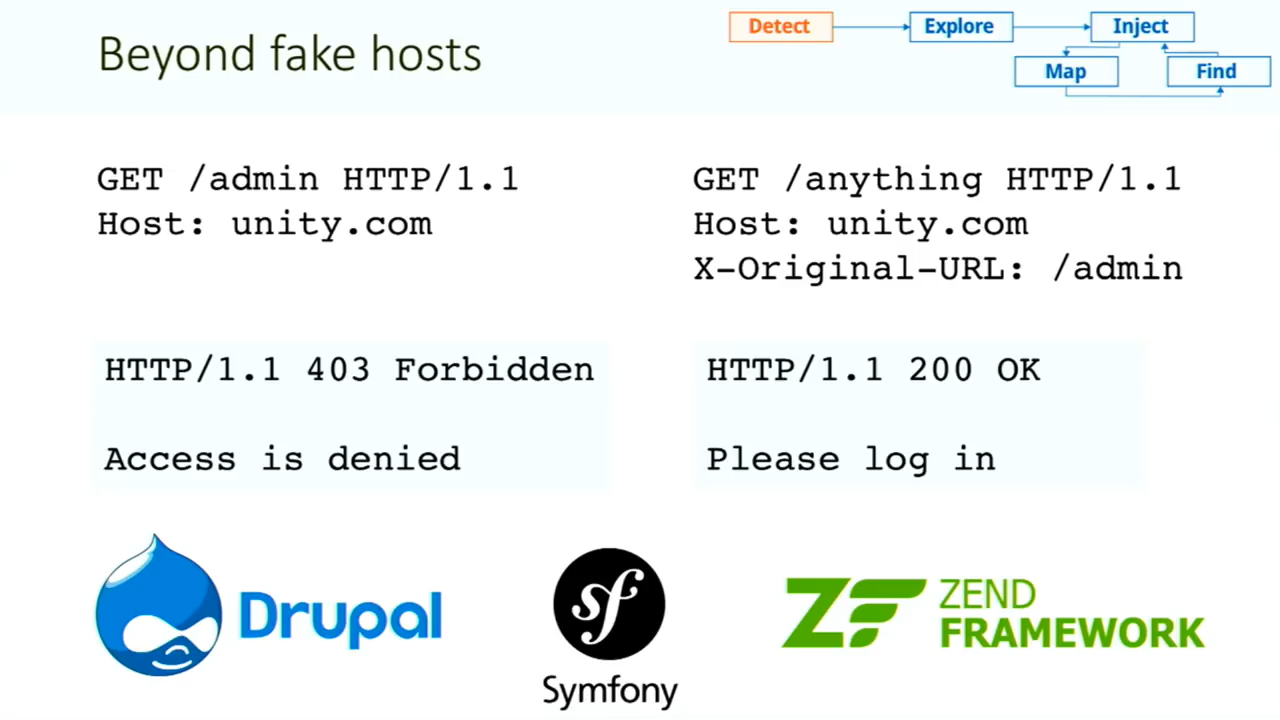 Beyond fake hosts
Detect
Explore
Inject
Map
Find
GET /admin HTTP/1.1
Host: unity.com
GET /anything HTTP/1.1
Host: unity.com
X-Original-URL: /admin
HTTP/1.1 403 Forbidden
Access is denied
HTTP/1.1 200 OK
Please log in
Drupal
sf
Symfony
ZF
ZEND
FRAMEWORK